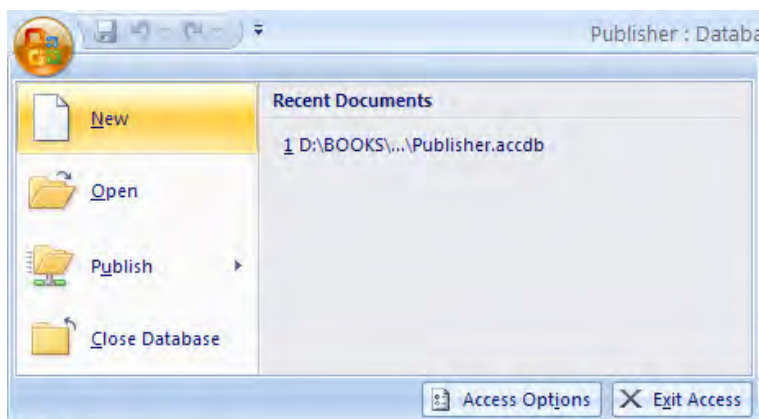 Publisher : Databa
New
Recent Documents
1 D:\BOOKS\...\Publisher.accdb
Open
Publish
Close Database
Access Options
Exit Access